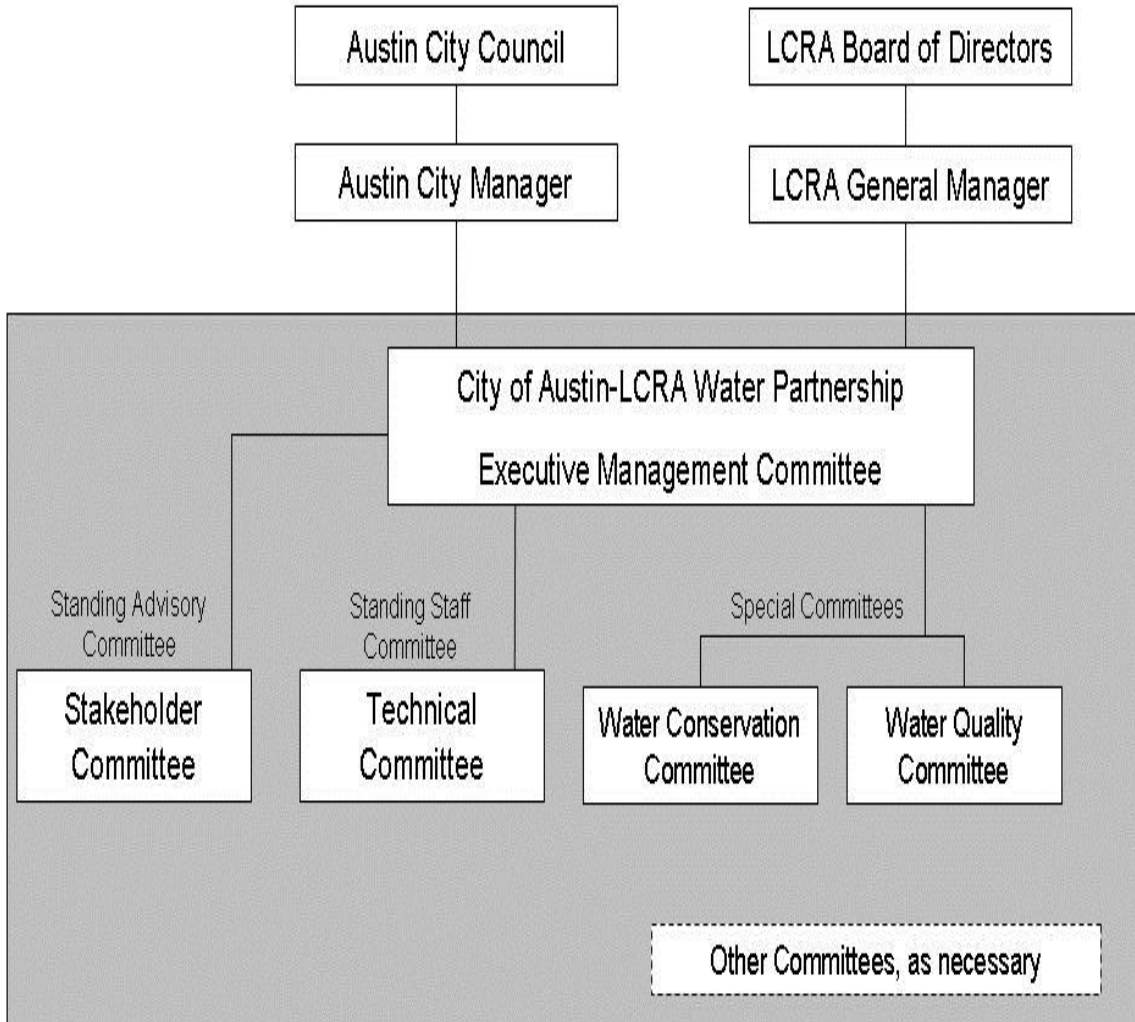 Austin City Council
LCRA Board of Directors
Austin City Manager
LCRA General Manager
City of Austin-LCRA Water Partnership
Executive Management Committee
Standing Advisory
Committee
Standing Staff
Committee
Special Committees
Stakeholder
Committee
Technical
Committee
Water Conservation
Committee
Water Quality
Committee
Other Committees, as necessary